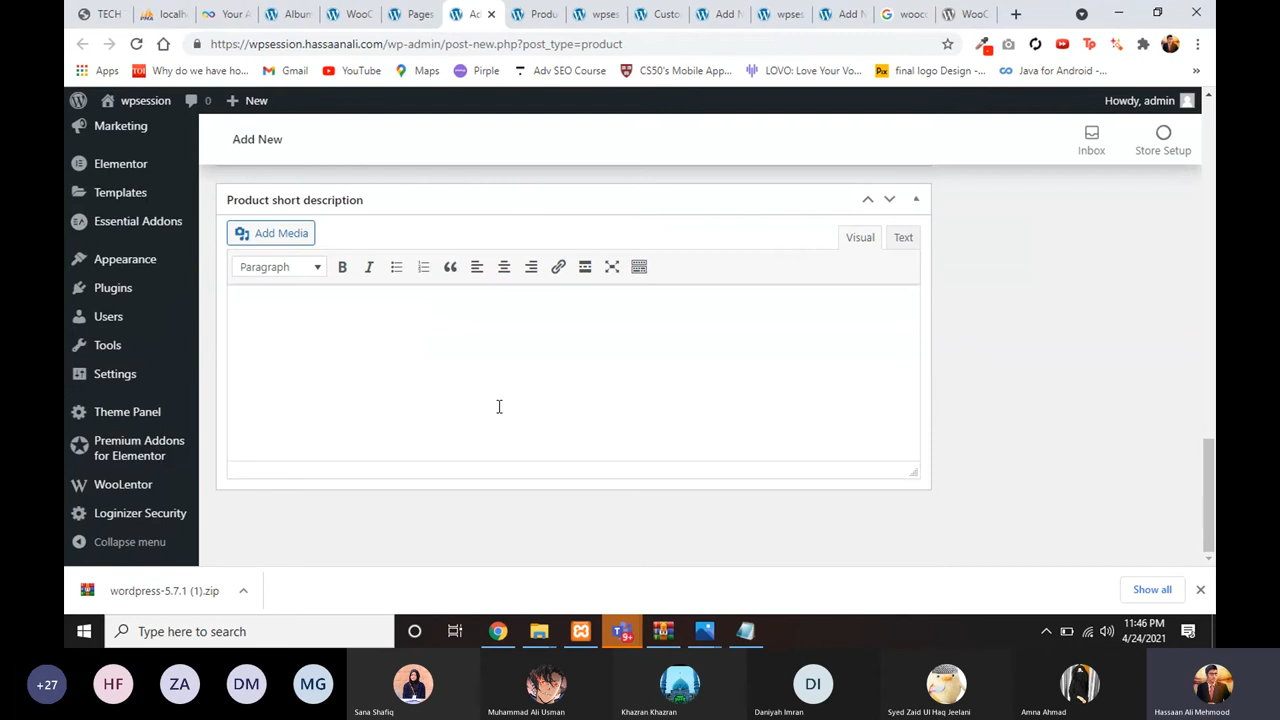 TECH
localh
Your A
Album
WooC
Pages
Ad
Produ
wpses
Custo
Add N
wpses
Add N
wooco
WooC
https://wpsession.hassaanali.com/wp-admin/post-new.php?post_type=product
Apps
Why do we have ho...
Gmail
YouTube
Maps
Pirple
Adv SEO Course
CS50's Mobile App...
LOVO: Love Your Vo...
final logo Design -...
Java for Android -...
wpsession
0
New
Howdy, admin
Marketing
Elementor
Templates
Essential Addons
Appearance
Plugins
Users
Tools
Settings
Theme Panel
Premium Addons
for Elementor
WooLentor
Loginizer Security
Collapse menu
Add New
Inbox
Store Setup
Product short description
Add Media
Visual
Text
Paragraph
wordpress-5.7.1 (1).zip
Show all
Type here to search
9+
11:46 PM
4/24/2021
+27
HF
ZA
DM
MG
Sana Shafiq
Muhammad Ali Usman
Khazran Khazran
DI
Daniyah Imran
Syed Zaid Ul Haq Jeelani
Amna Ahmad
Hassaan Ali Mehmood